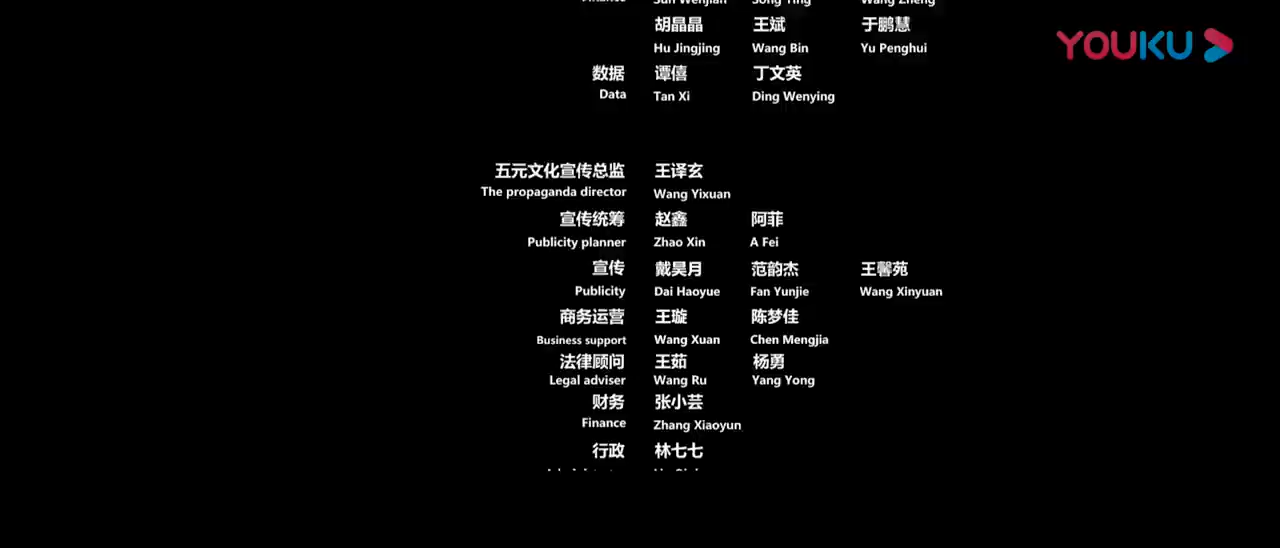 Sun Wenjian Song Ting Wang Zheng
胡晶晶 王斌 于鹏慧
Hu Jingjing Wang Bin Yu Penghui
YOUKU
数据 谭僖 丁文英
Data Tan Xi Ding Wenying
五元文化宣传总监 王译玄
The propaganda director Wang Yixuan
宣传统筹 赵鑫 阿菲
Publicity planner Zhao Xin A Fei
宣传 戴昊月 范韵杰 王馨苑
Publicity Dai Haoyue Fan Yunjie Wang Xinyuan
商务运营 王璇 陈梦佳
Business support Wang Xuan Chen Mengjia
法律顾问 王茹 杨勇
Legal adviser Wang Ru Yang Yong
财务 张小芸
Finance Zhang Xiaoyun
行政 林七七